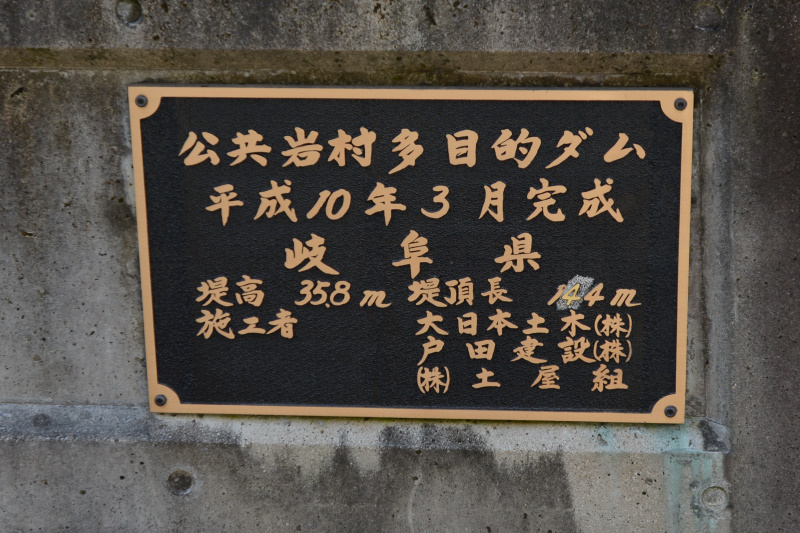 公共岩村多目的ダム
平成10年3月完成
岐阜県
堤高 35.8m 堤頂長 144m
施工者 大日本土木(株)
戸田建設(株)
(株)土屋組